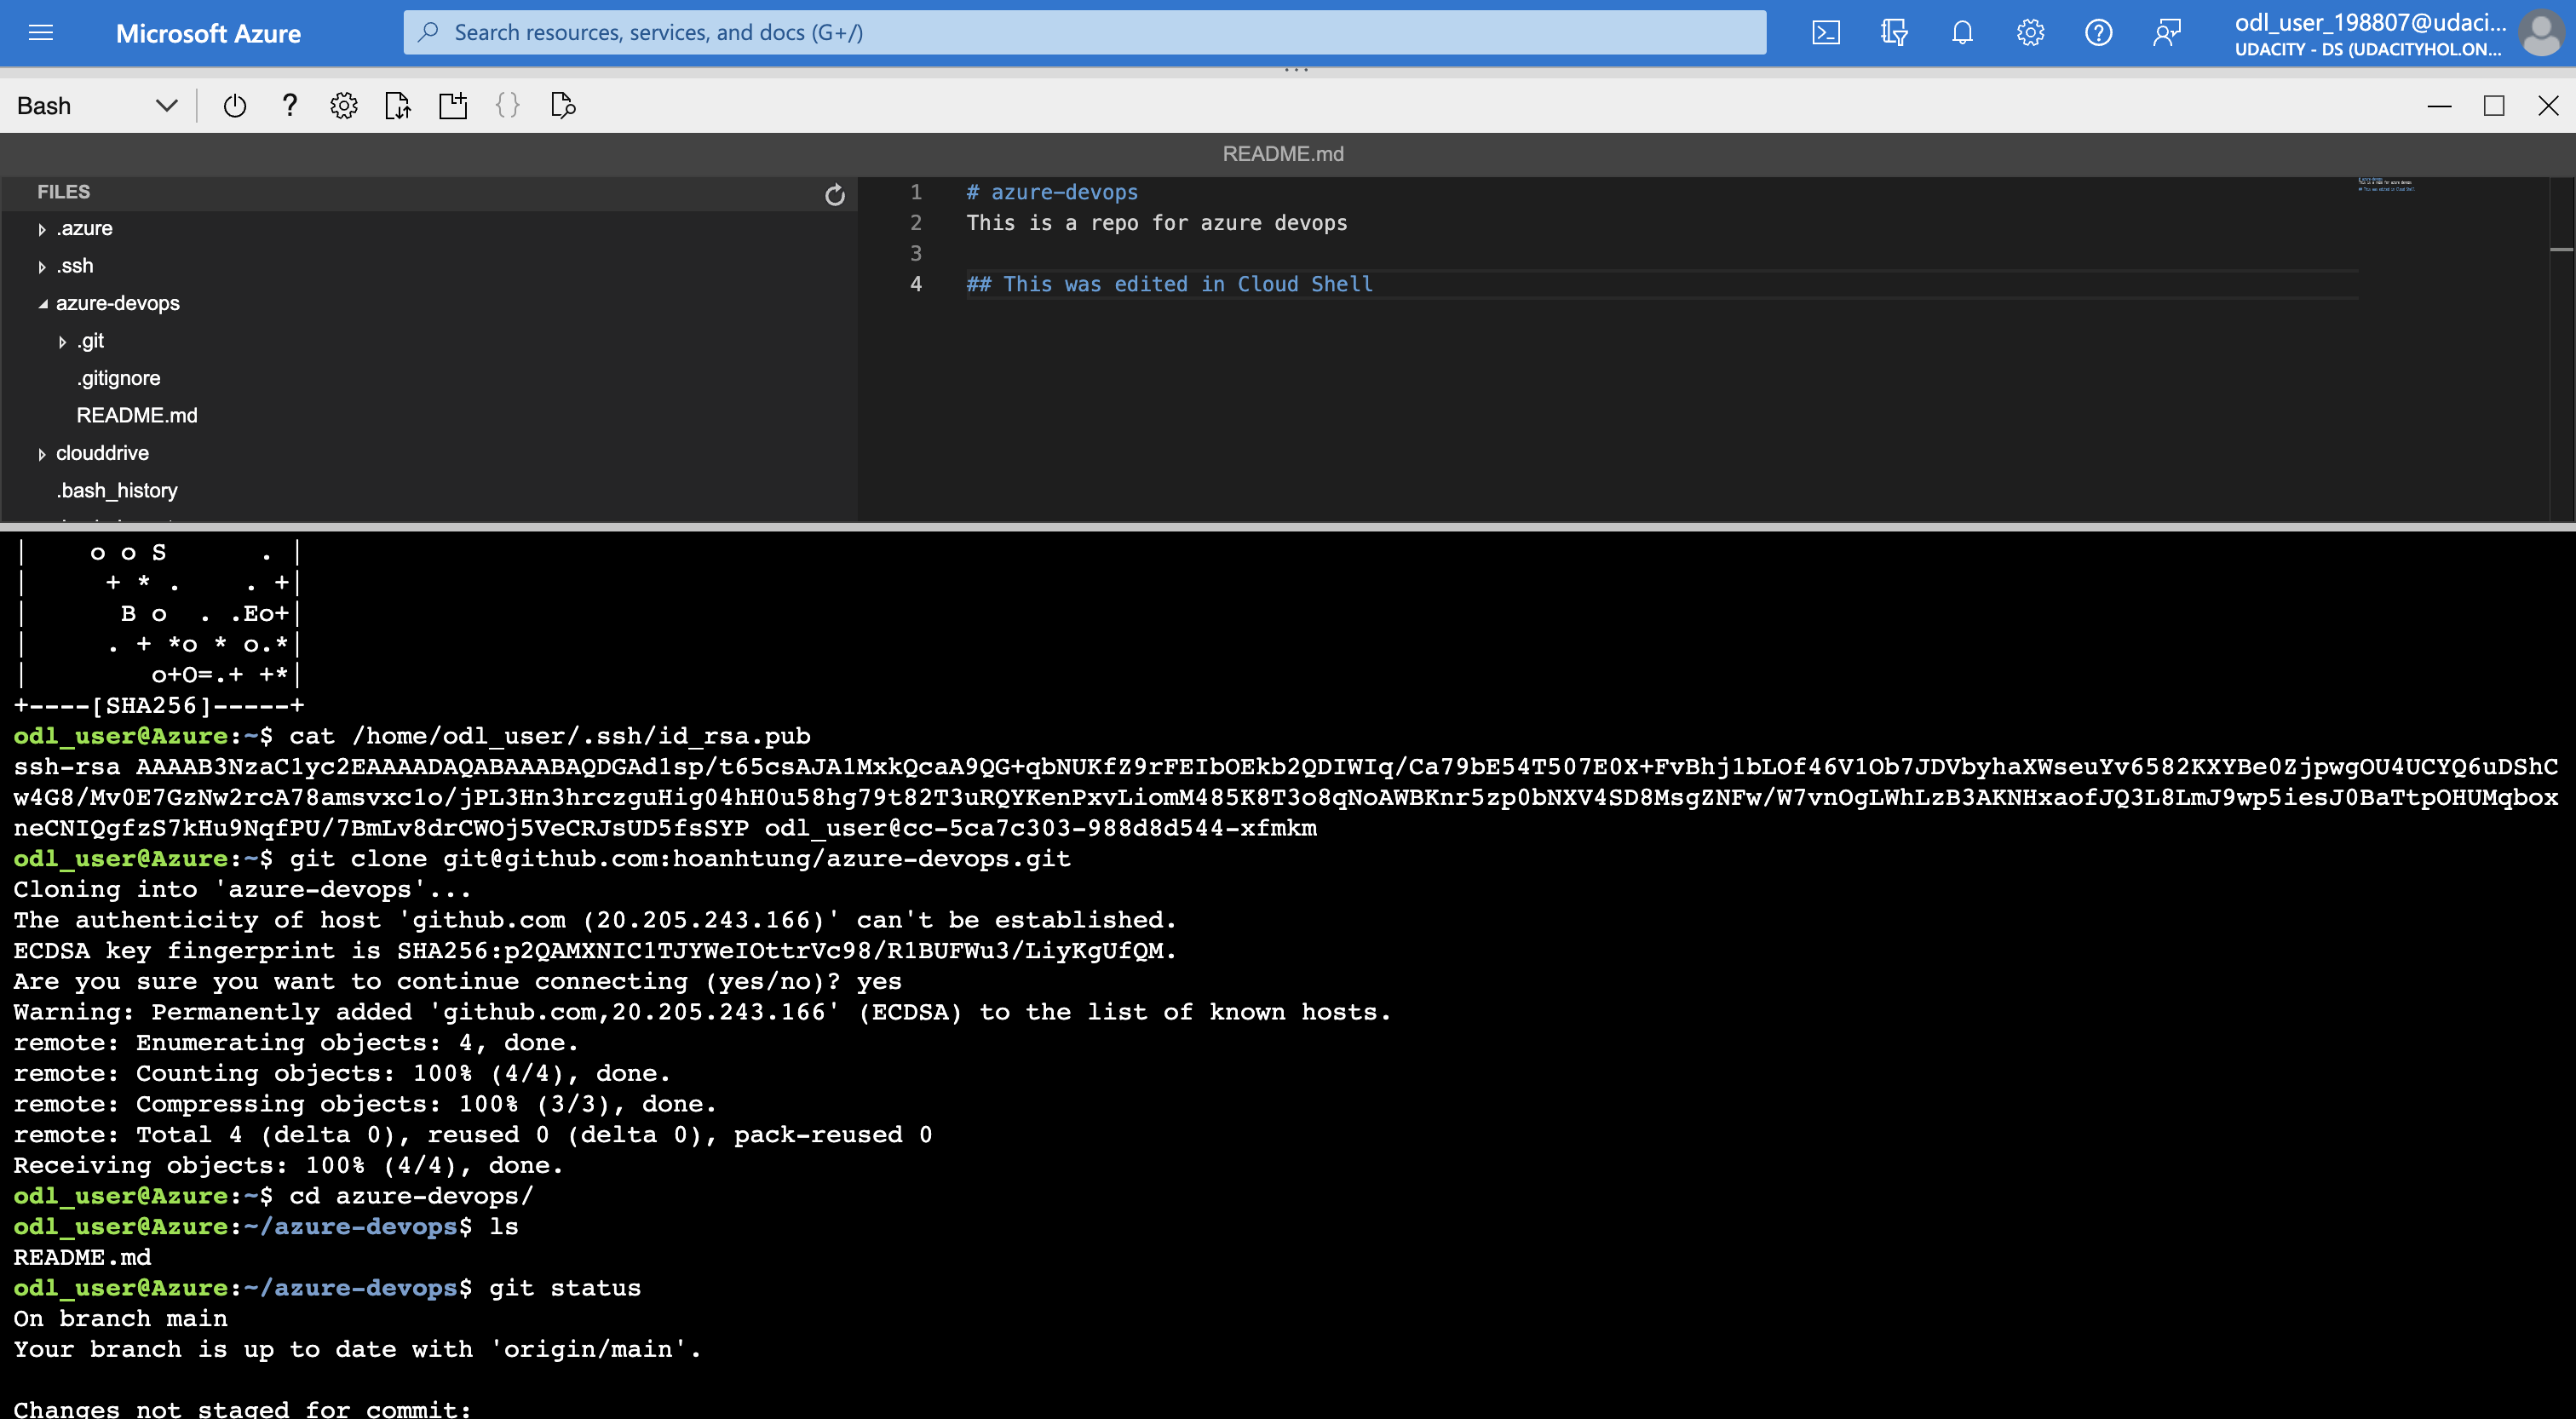 Microsoft Azure
Search resources, services, and docs (G+/)
odl_user_198807@udaci...
UDACITY - DS (UDACITYHOL.ON...
Bash
README.md
FILES
.azure
.ssh
azure-devops
.git
.gitignore
README.md
clouddrive
.bash_history
1 # azure-devops
2 This is a repo for azure devops
3
4 ## This was edited in Cloud Shell
|    o o S      . |
|     + * .    . +|
|      B o  . .Eo+|
|     . + *o * o.*|
|        o+O=.+ +*|
+----[SHA256]-----+
odl_user@Azure:~$ cat /home/odl_user/.ssh/id_rsa.pub
ssh-rsa AAAAB3NzaC1yc2EAAAADAQABAAABAQDGAd1sp/t65csAJA1MxkQcaA9QG+qbNUKfZ9rFEIbOEkb2QDIWIq/Ca79bE54T507E0X+FvBhj1bLOf46V1Ob7JDVbyhaXWseuYv6582KXYBe0ZjpwgOU4UCYQ6uDShC
w4G8/Mv0E7GzNw2rcA78amsvxc1o/jPL3Hn3hrczguHig04hH0u58hg79t82T3uRQYKenPxvLiomM485K8T3o8qNoAWBKnr5zp0bNXV4SD8MsgZNFw/W7vnOgLWhLzB3AKNHxaofJQ3L8LmJ9wp5iesJ0BaTtpOHUMqbox
neCNIQgfzS7kHu9NqfPU/7BmLv8drCWOj5VeCRJsUD5fsSYP odl_user@cc-5ca7c303-988d8d544-xfmkm
odl_user@Azure:~$ git clone git@github.com:hoanhtung/azure-devops.git
Cloning into 'azure-devops'...
The authenticity of host 'github.com (20.205.243.166)' can't be established.
ECDSA key fingerprint is SHA256:p2QAMXNIC1TJYWeIOttrVc98/R1BUFWu3/LiyKgUfQM.
Are you sure you want to continue connecting (yes/no)? yes
Warning: Permanently added 'github.com,20.205.243.166' (ECDSA) to the list of known hosts.
remote: Enumerating objects: 4, done.
remote: Counting objects: 100% (4/4), done.
remote: Compressing objects: 100% (3/3), done.
remote: Total 4 (delta 0), reused 0 (delta 0), pack-reused 0
Receiving objects: 100% (4/4), done.
odl_user@Azure:~$ cd azure-devops/
odl_user@Azure:~/azure-devops$ ls
README.md
odl_user@Azure:~/azure-devops$ git status
On branch main
Your branch is up to date with 'origin/main'.
Changes not staged for commit: